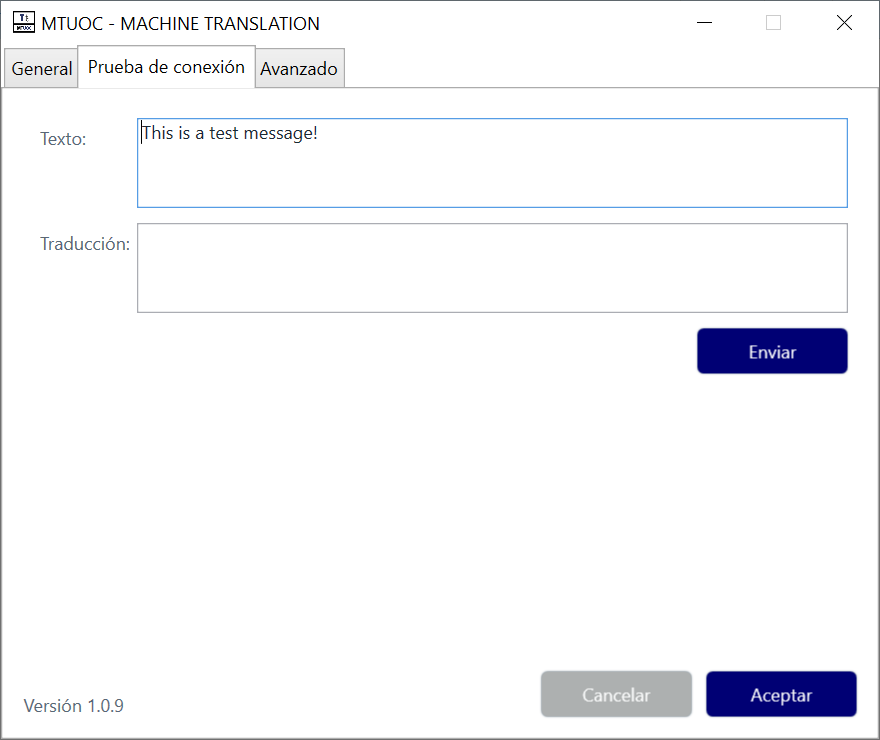 MTUOC - MACHINE TRANSLATION
General Prueba de conexión Avanzado
Texto: This is a test message!
Traducción:
Enviar
Versión 1.0.9 Cancelar Aceptar